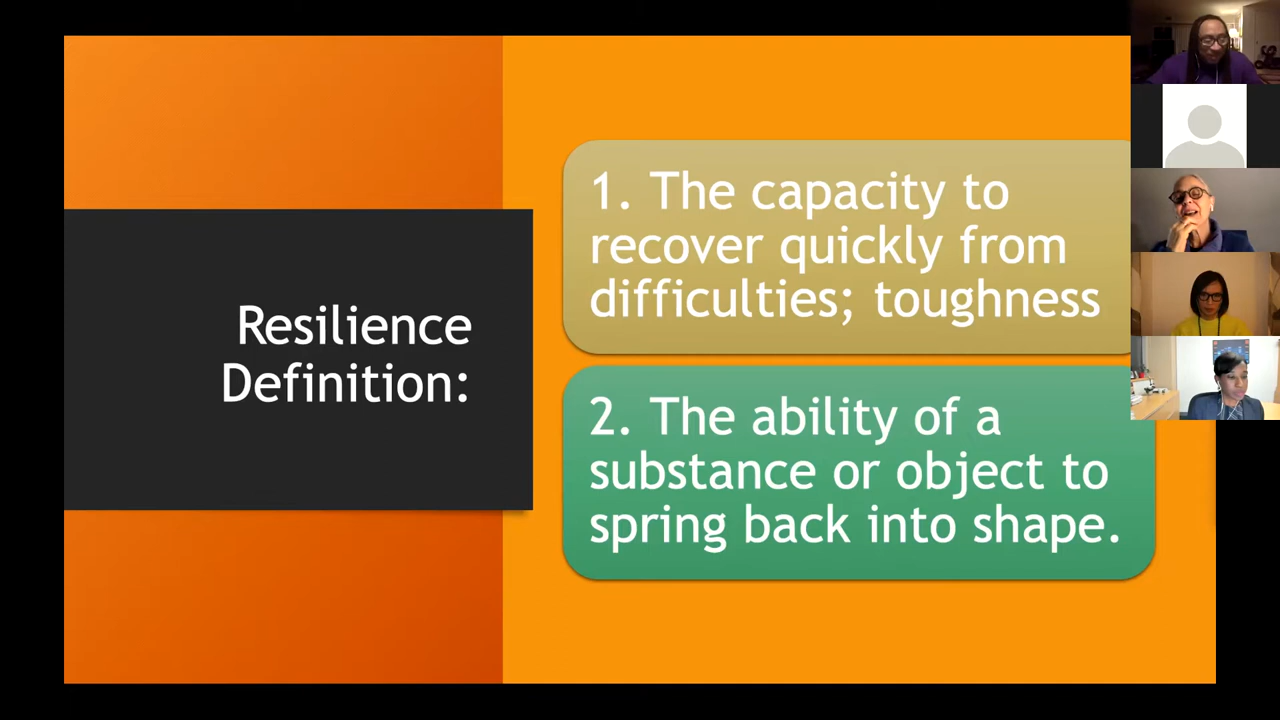 Resilience
Definition:
1. The capacity to
recover quickly from
difficulties; toughness
2. The ability of a
substance or object to
spring back into shape.